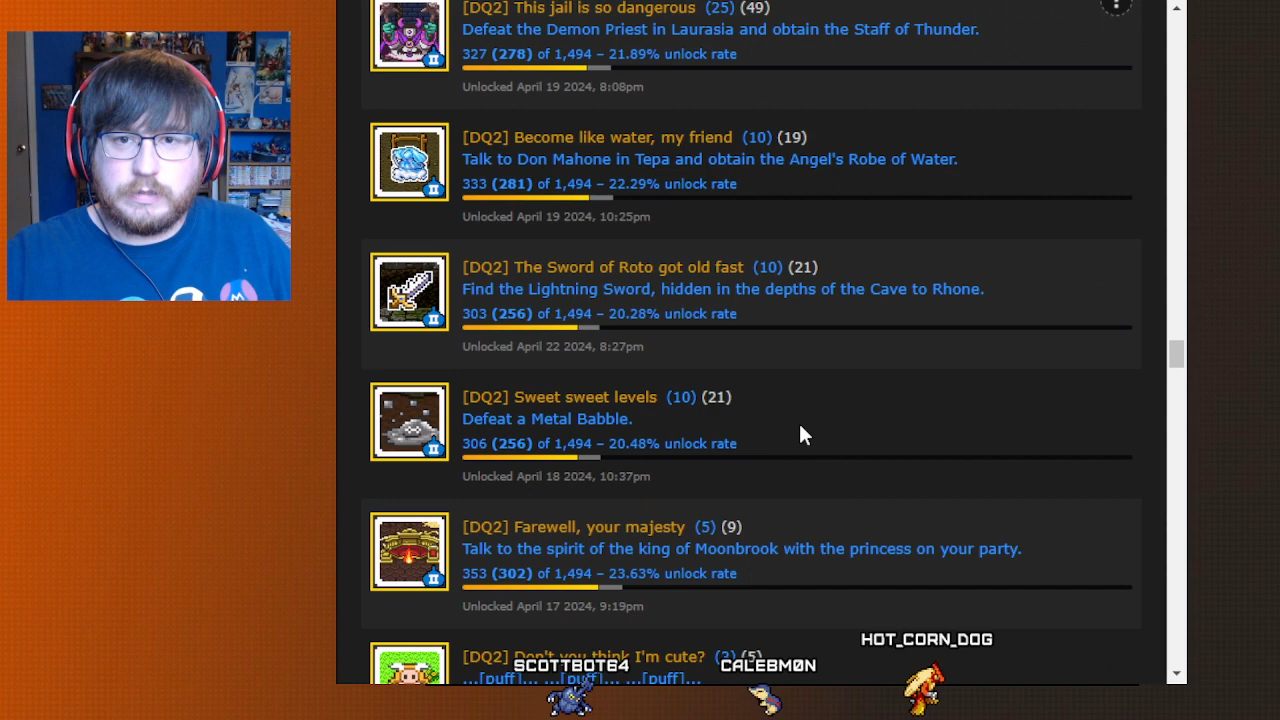 [DQ2] This jail is so dangerous (25) (49)
Defeat the Demon Priest in Laurasia and obtain the Staff of Thunder.
327 (278) of 1,494 – 21.89% unlock rate
Unlocked April 19 2024, 8:08pm
[DQ2] Become like water, my friend (10) (19)
Talk to Don Mahone in Tepa and obtain the Angel's Robe of Water.
333 (281) of 1,494 – 22.29% unlock rate
Unlocked April 19 2024, 10:25pm
[DQ2] The Sword of Roto got old fast (10) (21)
Find the Lightning Sword, hidden in the depths of the Cave to Rhone.
303 (256) of 1,494 – 20.28% unlock rate
Unlocked April 22 2024, 8:27pm
[DQ2] Sweet sweet levels (10) (21)
Defeat a Metal Babble.
306 (256) of 1,494 – 20.48% unlock rate
Unlocked April 18 2024, 10:37pm
[DQ2] Farewell, your majesty (5) (9)
Talk to the spirit of the king of Moonbrook with the princess on your party.
353 (302) of 1,494 – 23.63% unlock rate
Unlocked April 17 2024, 9:19pm
[DQ2] Don't you think I'm cute? (3) (5)
...[puff]... ...[puff]... ...[puff]...
SCOTTBOT64
CALEBM0N
HOT_CORN_DOG
II
II
II
II
II